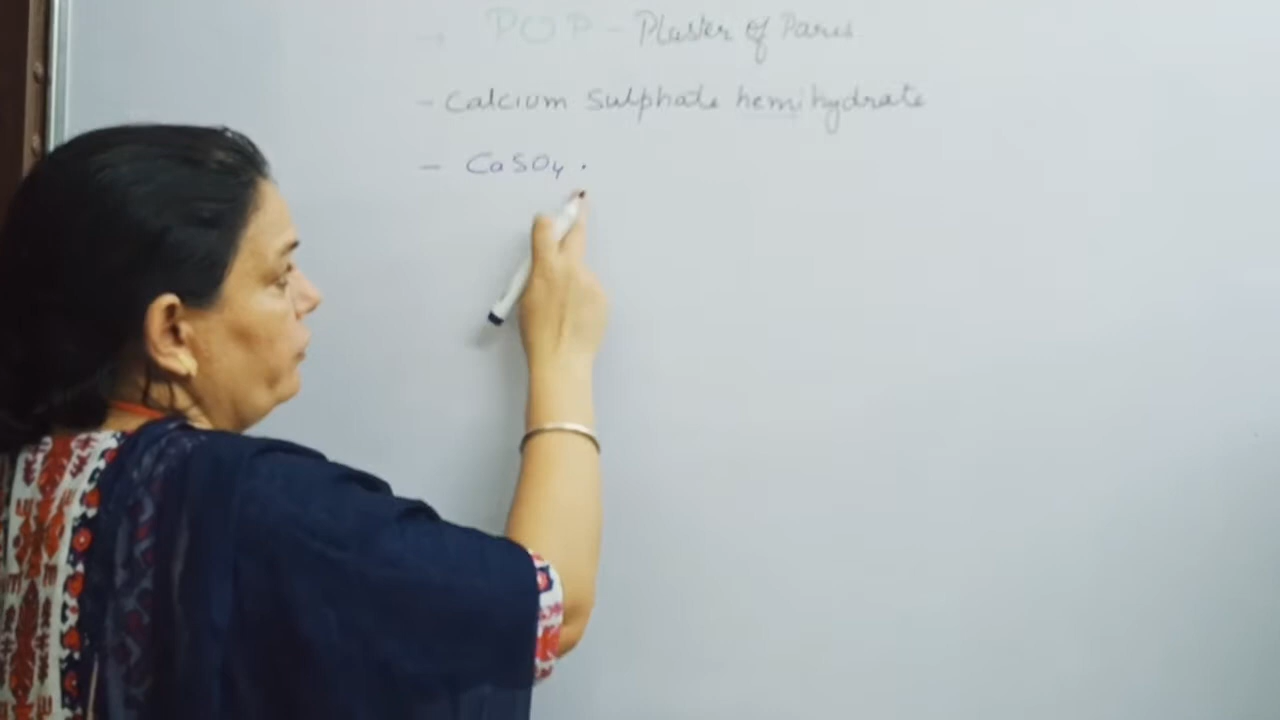 → POP - Plaster of Paris
- Calcium Sulphate hemihydrate
- CaSO₄ .